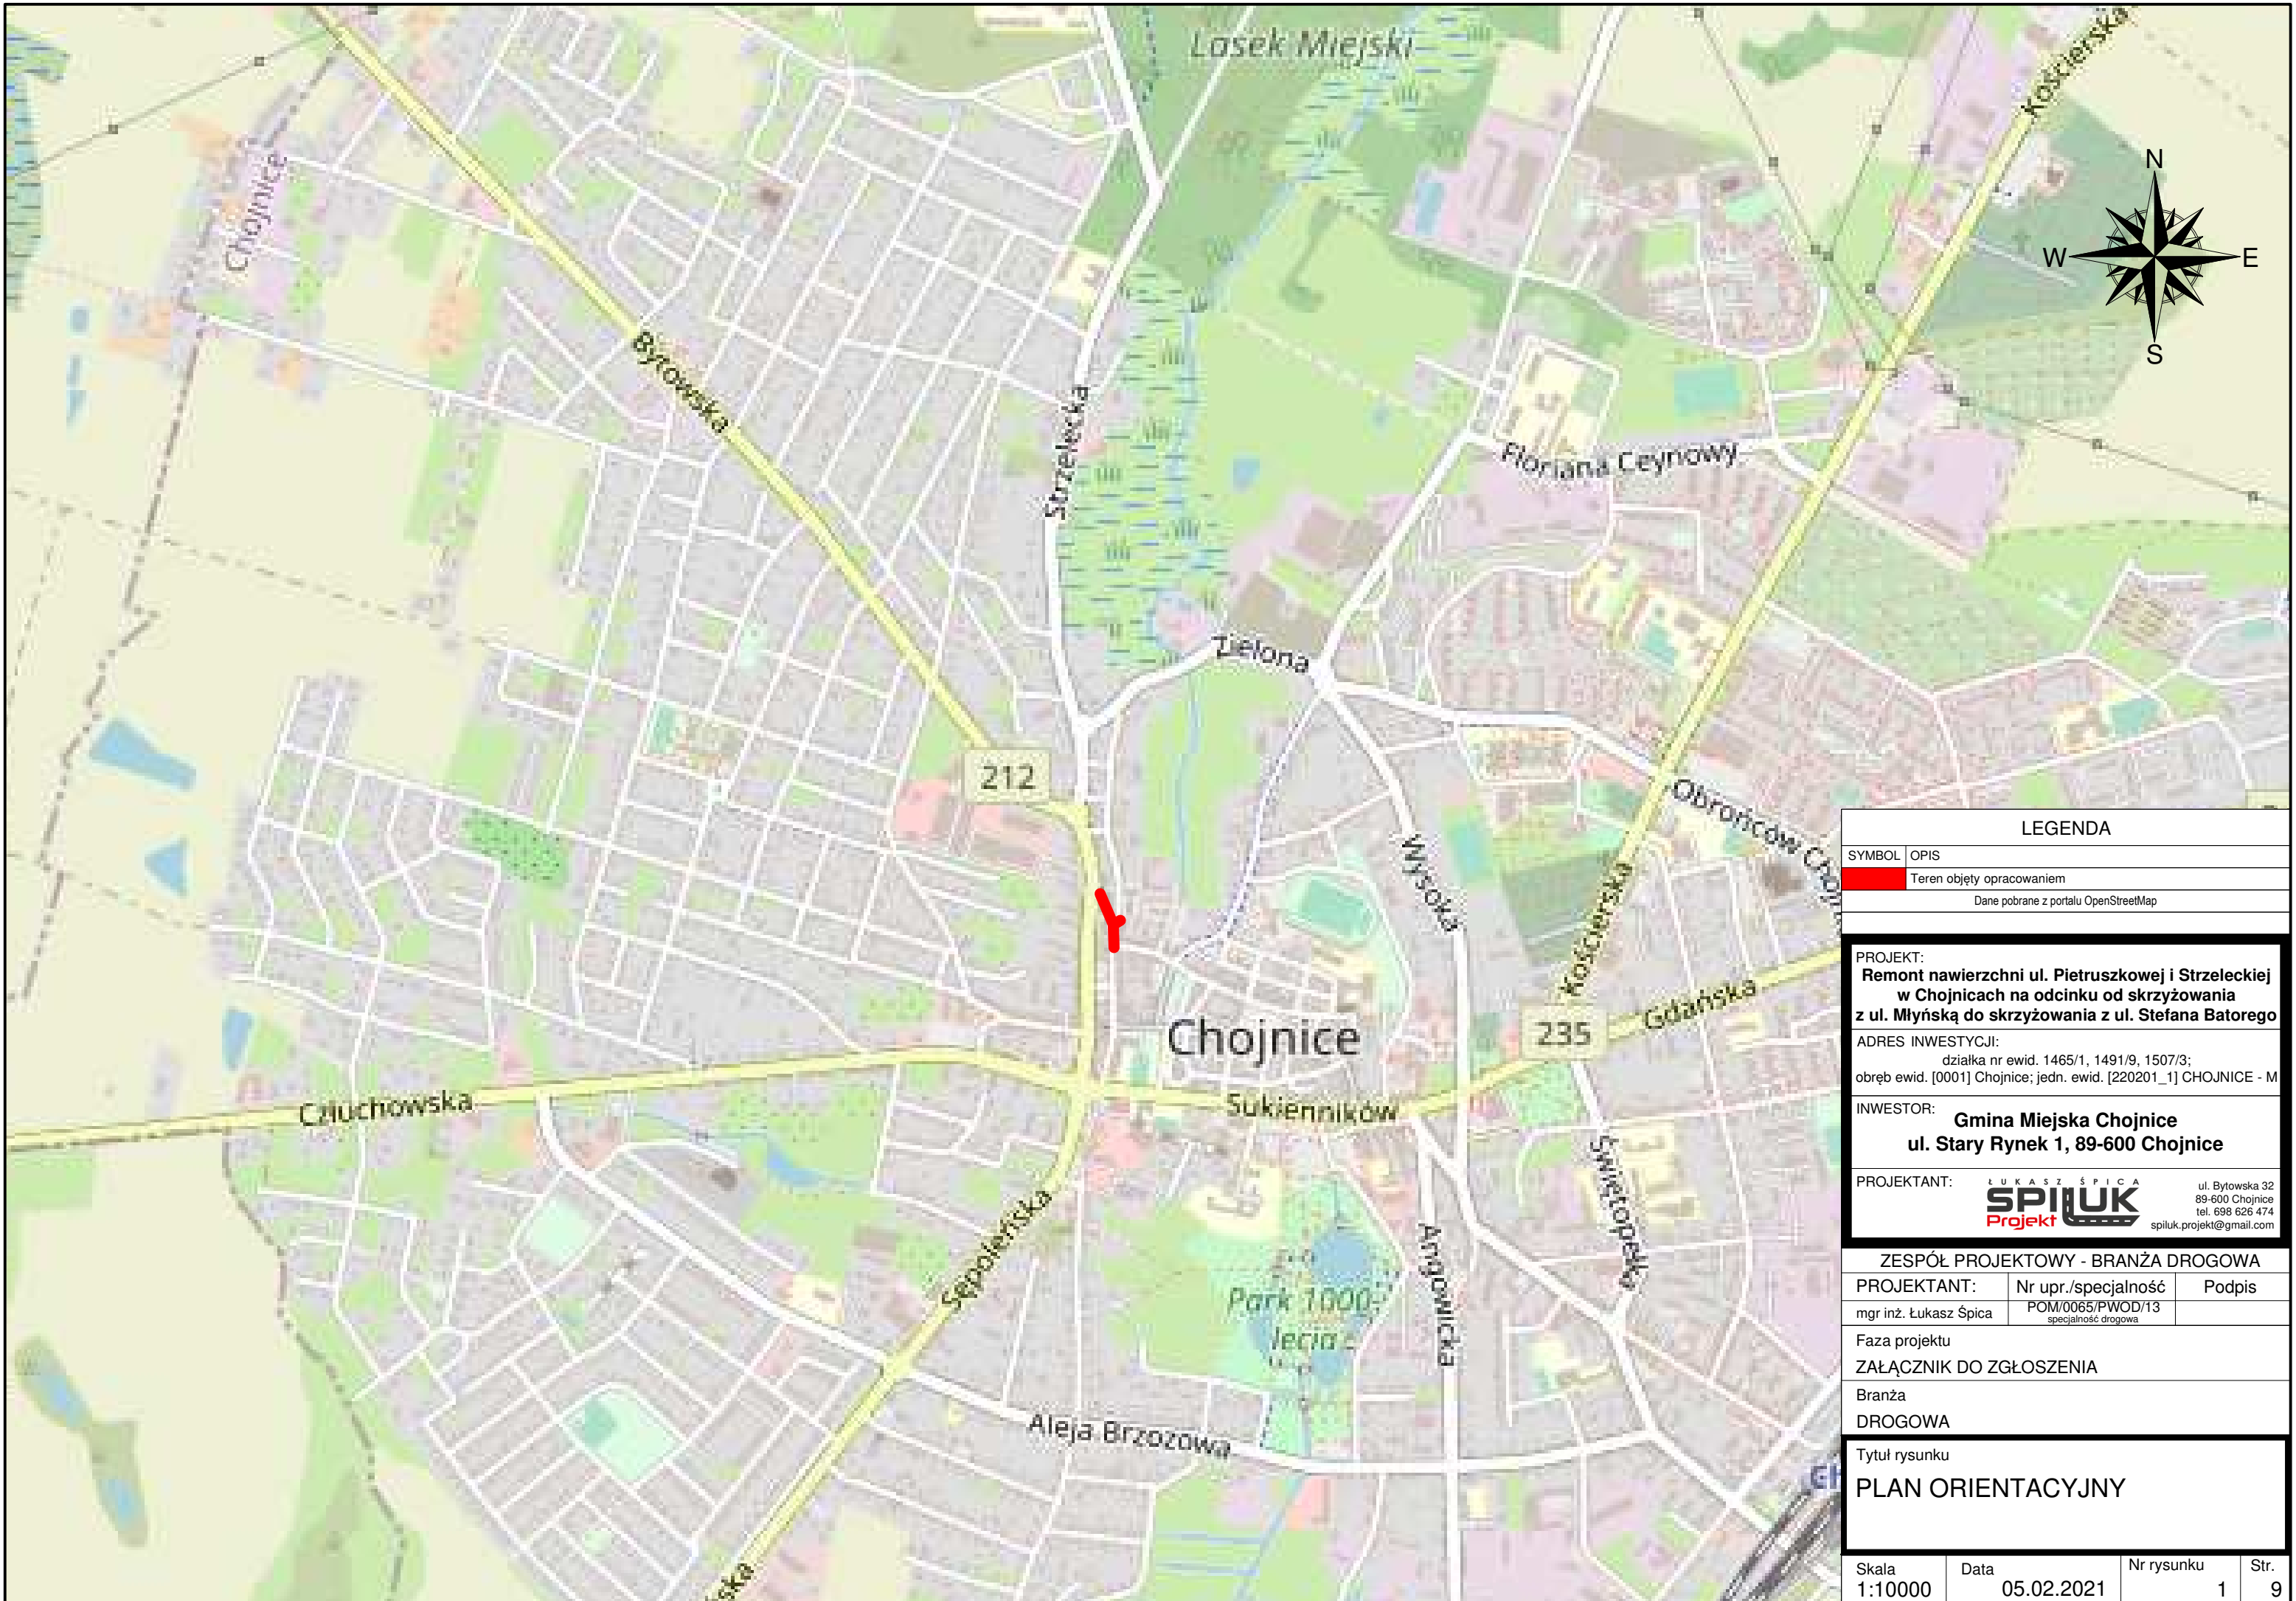 Lasek Miejski
Kościerska
Chojnice
N
W
E
S
Bytowska
Strzelecka
Floriana Ceynowy
Zielona
212
Obrońców
Wysoka
Kościerska
Gdańska
Chojnice
235
Człuchowska
Sukienników
Świętopełka
Sępoleńska
Angowicka
Park 1000-
lecia
Aleja Brzozowa
ska
LEGENDA
SYMBOL OPIS
Teren objęty opracowaniem
Dane pobrane z portalu OpenStreetMap
PROJEKT:
Remont nawierzchni ul. Pietruszkowej i Strzeleckiej
w Chojnicach na odcinku od skrzyżowania
z ul. Młyńską do skrzyżowania z ul. Stefana Batorego
ADRES INWESTYCJI:
działka nr ewid. 1465/1, 1491/9, 1507/3;
obręb ewid. [0001] Chojnice; jedn. ewid. [220201_1] CHOJNICE - M
INWESTOR:
Gmina Miejska Chojnice
ul. Stary Rynek 1, 89-600 Chojnice
PROJEKTANT:
ŁUKASZ ŚPICA
SPILUK
Projekt
ul. Bytowska 32
89-600 Chojnice
tel. 698 626 474
spiluk.projekt@gmail.com
ZESPÓŁ PROJEKTOWY - BRANŻA DROGOWA
PROJEKTANT: Nr upr./specjalność Podpis
mgr inż. Łukasz Śpica POM/0065/PWOD/13
specjalność drogowa
Faza projektu
ZAŁĄCZNIK DO ZGŁOSZENIA
Branża
DROGOWA
Tytuł rysunku
PLAN ORIENTACYJNY
Skala Data Nr rysunku Str.
1:10000 05.02.2021 1 9